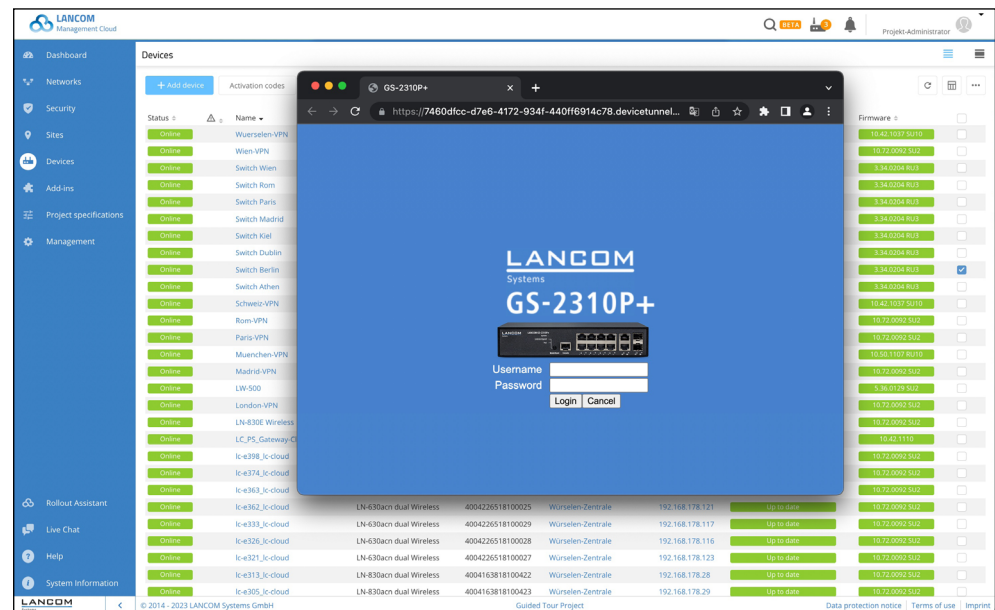 LANCOM
Management Cloud
BETA
3
Projekt-Administrator
Dashboard
Networks
Security
Sites
Devices
Add-ins
Project specifications
Management
Rollout Assistant
Live Chat
Help
System Information
LANCOM
Devices
+ Add device
Activation codes
Status
Name
Firmware
Online Wuerselen-VPN 10.42.1037 SU10
Online Wien-VPN 10.72.0092 SU2
Online Switch Wien 3.34.0204 RU3
Online Switch Rom 3.34.0204 RU3
Online Switch Paris 3.34.0204 RU3
Online Switch Madrid 3.34.0204 RU3
Online Switch Kiel 3.34.0204 RU3
Online Switch Dublin 3.34.0204 RU3
Online Switch Berlin 3.34.0204 RU3
Online Switch Athen 3.34.0204 RU3
Online Schweiz-VPN 10.42.1037 SU10
Online Rom-VPN 10.72.0092 SU2
Online Paris-VPN 10.72.0092 SU2
Online Muenchen-VPN 10.50.1107 RU10
Online Madrid-VPN 10.72.0092 SU2
Online LW-500 5.36.0129 SU2
Online London-VPN 10.72.0092 SU2
Online LN-830E Wireless 10.72.0092 SU2
Online LC_PS_Gateway-Cl 10.42.1110
Online lc-e398_lc-cloud 10.72.0092 SU2
Online lc-e374_lc-cloud 10.72.0092 SU2
Online lc-e363_lc-cloud 10.72.0092 SU2
Online lc-e362_lc-cloud LN-630acn dual Wireless 4004226518100025 Würselen-Zentrale 192.168.178.121 Up to date 10.72.0092 SU2
Online lc-e333_lc-cloud LN-630acn dual Wireless 4004226518100029 Würselen-Zentrale 192.168.178.117 Up to date 10.72.0092 SU2
Online lc-e326_lc-cloud LN-630acn dual Wireless 4004226518100028 Würselen-Zentrale 192.168.178.116 Up to date 10.72.0092 SU2
Online lc-e321_lc-cloud LN-630acn dual Wireless 4004226518100027 Würselen-Zentrale 192.168.178.123 Up to date 10.72.0092 SU2
Online lc-e313_lc-cloud LN-830acn dual Wireless 4004163818100422 Würselen-Zentrale 192.168.178.28 Up to date 10.72.0092 SU2
Online lc-e305_lc-cloud LN-830acn dual Wireless 4004163818100423 Würselen-Zentrale 192.168.178.29 Up to date 10.72.0092 SU2
GS-2310P+
https://7460dfcc-d7e6-4172-934f-440ff6914c78.devicetunnel...
LANCOM
Systems
GS-2310P+
LANCOM
Username
Password
Login Cancel
© 2014 - 2023 LANCOM Systems GmbH
Guided Tour Project
Data protection notice | Terms of use | Imprint